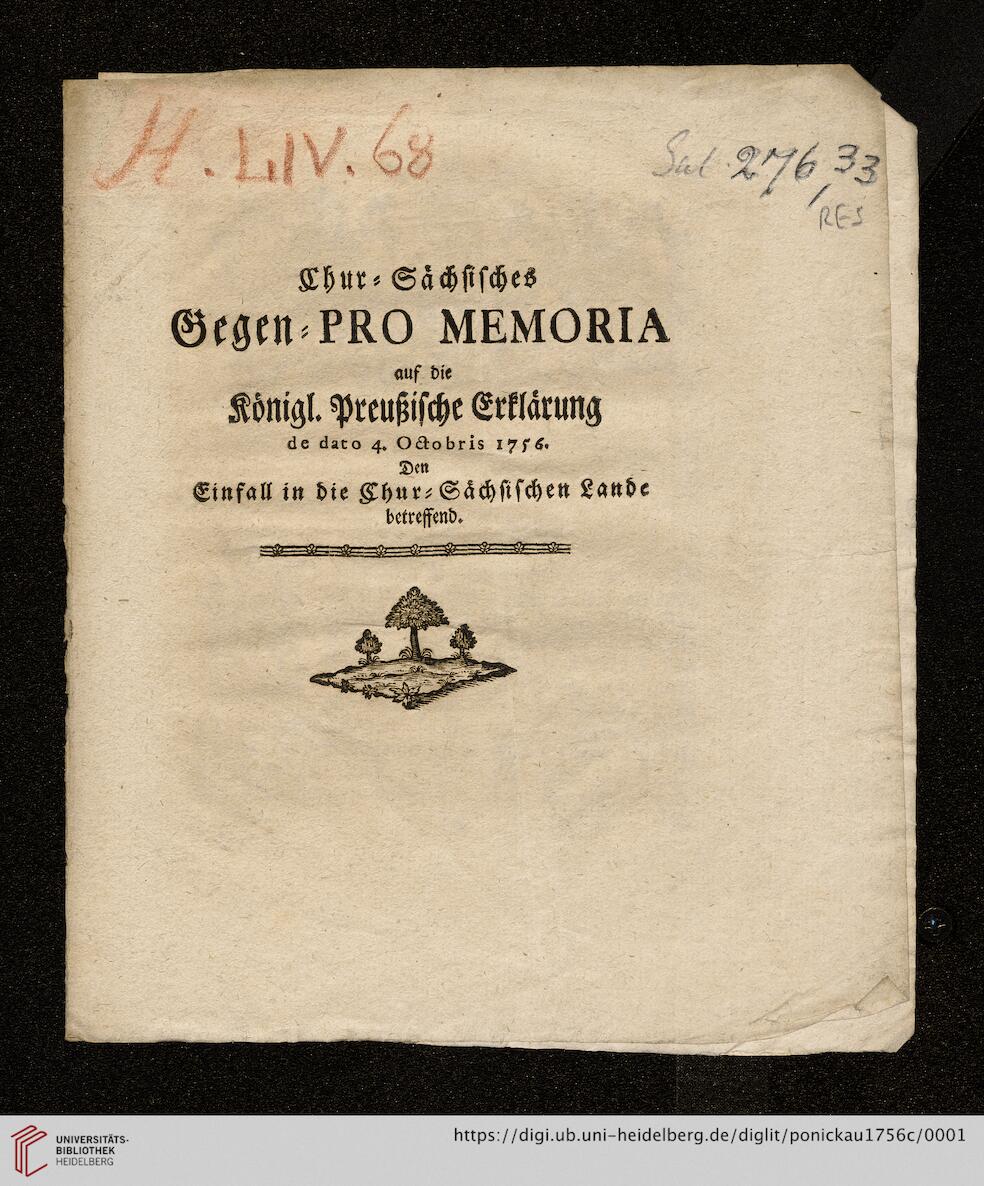 H. LIV. 68
Sal. 276,33
RES
Chur-Sächsisches
Gegen-PRO MEMORIA
auf die
Königl. Preußische Erklärung
de dato 4. Octobris 1756.
Den
Einfall in die Chur-Sächsischen Lande
betreffend.
UNIVERSITÄTS-
BIBLIOTHEK
HEIDELBERG
https://digi.ub.uni-heidelberg.de/diglit/ponickau1756c/0001